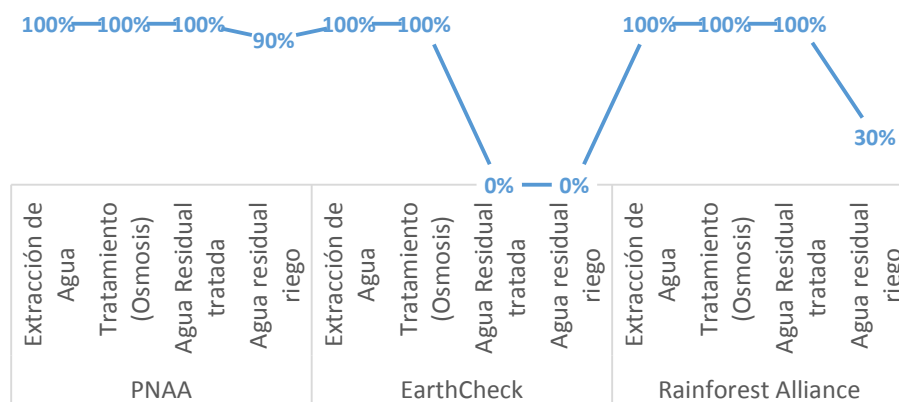 100% 100% 100% 90% 100% 100% 0% 0% 100% 100% 100% 30%
Extracción de
Agua
Tratamiento
(Osmosis)
Agua Residual
tratada
Agua residual
riego
Extracción de
Agua
Tratamiento
(Osmosis)
Agua Residual
tratada
Agua residual
riego
Extracción de
Agua
Tratamiento
(Osmosis)
Agua Residual
tratada
Agua residual
riego
PNAA EarthCheck Rainforest Alliance